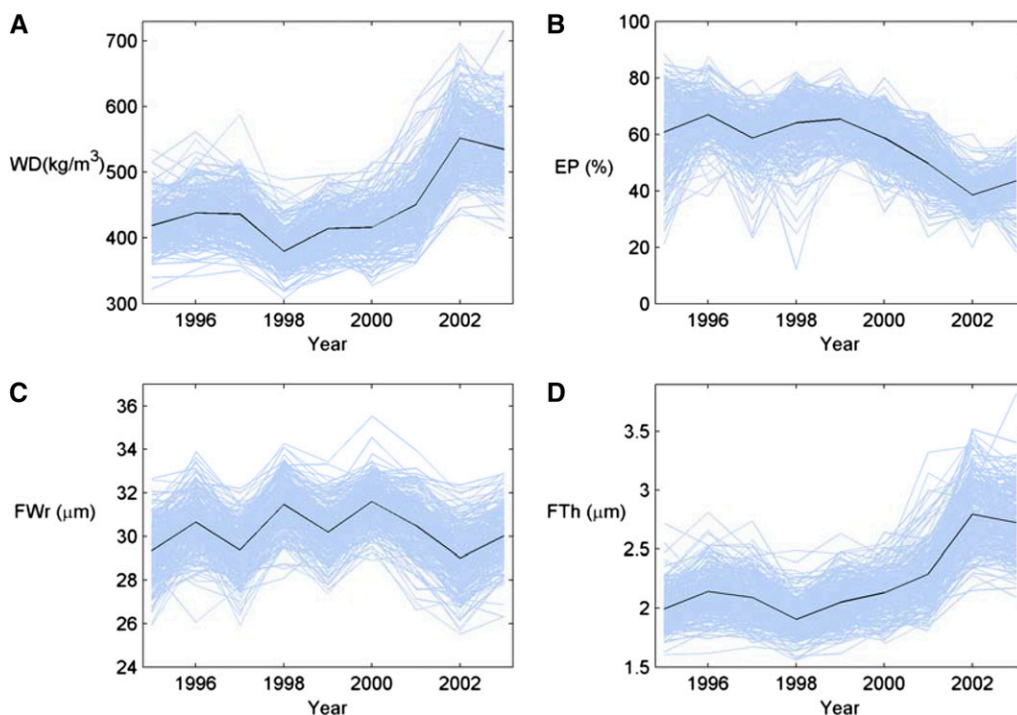 A
WD(kg/m³)
700
600
500
400
300
1996 1998 2000 2002
Year
B
EP (%)
100
80
60
40
20
0
1996 1998 2000 2002
Year
C
FWr (μm)
36
34
32
30
28
26
24
1996 1998 2000 2002
Year
D
FTh (μm)
3.5
3
2.5
2
1.5
1996 1998 2000 2002
Year